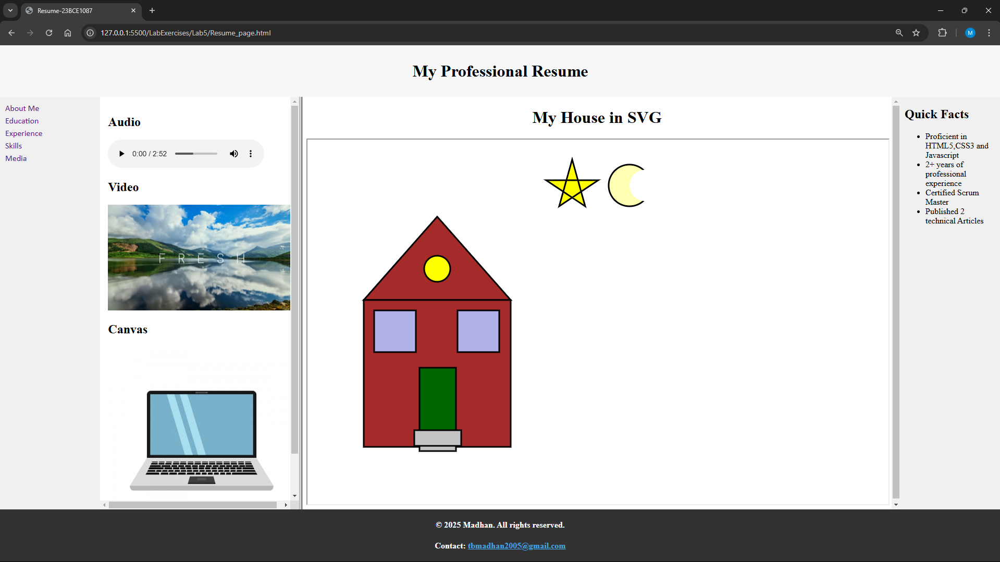 Resume-23BCE1087
127.0.0.1:5500/LabExercises/Lab5/Resume_page.html
M
My Professional Resume
About Me
Education
Experience
Skills
Media
Audio
0:00 / 2:52
Video
FRESH
Canvas
My House in SVG
Quick Facts
Proficient in
HTML5,CSS3 and
Javascript
2+ years of
professional
experience
Certified Scrum
Master
Published 2
technical Articles
© 2025 Madhan. All rights reserved.
Contact: tbmadhan2005@gmail.com